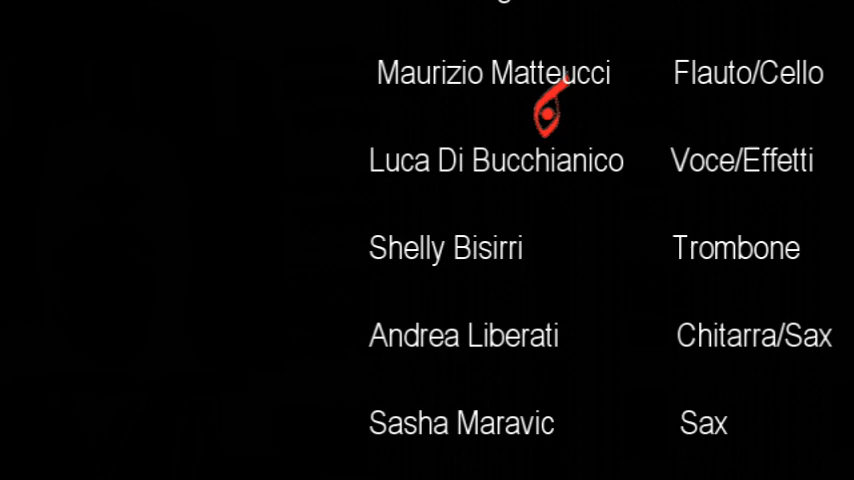 Maurizio Matteucci Flauto/Cello
Luca Di Bucchianico Voce/Effetti
Shelly Bisirri Trombone
Andrea Liberati Chitarra/Sax
Sasha Maravic Sax